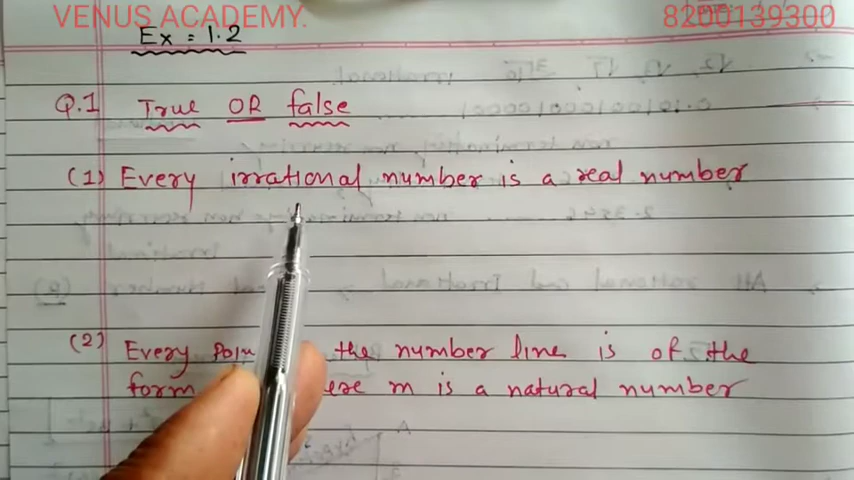 VENUS ACADEMY.
8200139300
Ex = 1.2
Q.1 True OR false
(1) Every irrational number is a real number
(2) Every the number line is of the
form m is a natural number